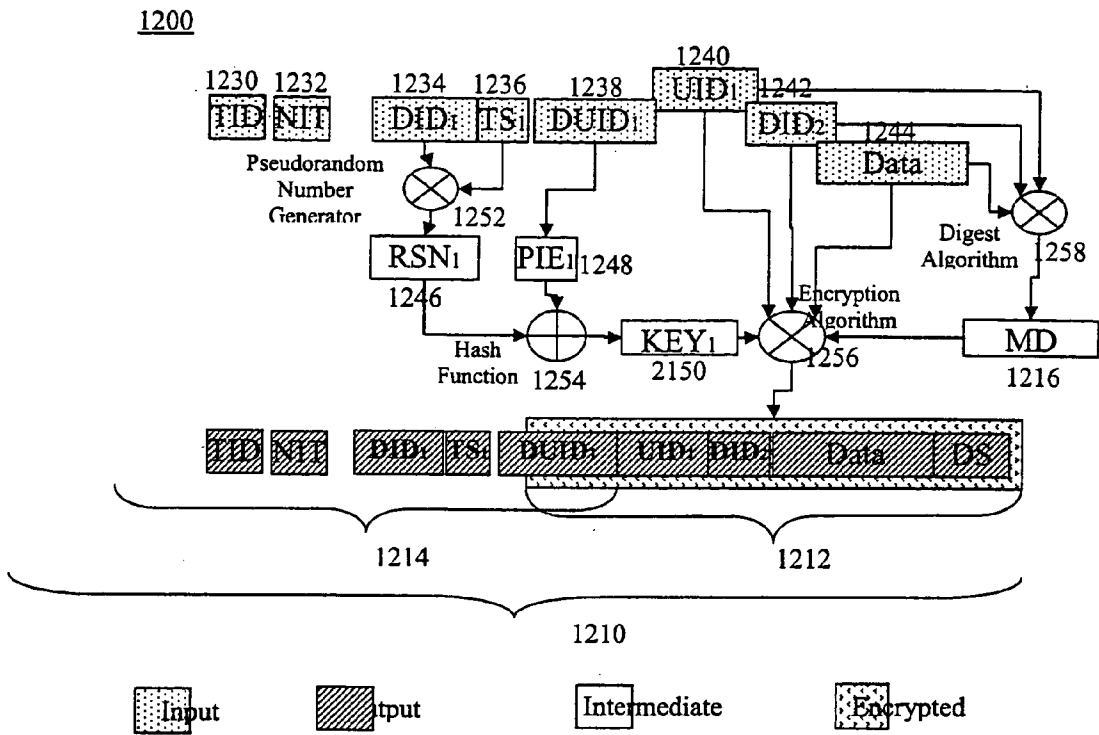 1200
1230 1232 1234 1236 1238 1240 1242
TID NIT DID1 TS1 DUID1 UID1 DID2
1244
Data
Pseudorandom
Number
Generator
1252
RSN1
1246
PIE1 1248
Digest
Algorithm
1258
Encryption
Algorithm
1256
Hash
Function
1254
KEY1
2150
MD
1216
TID NIT DID1 TS1 DUID1 UID1 DID2 Data DS
1214 1212
1210
Input tput Intermediate Encrypted